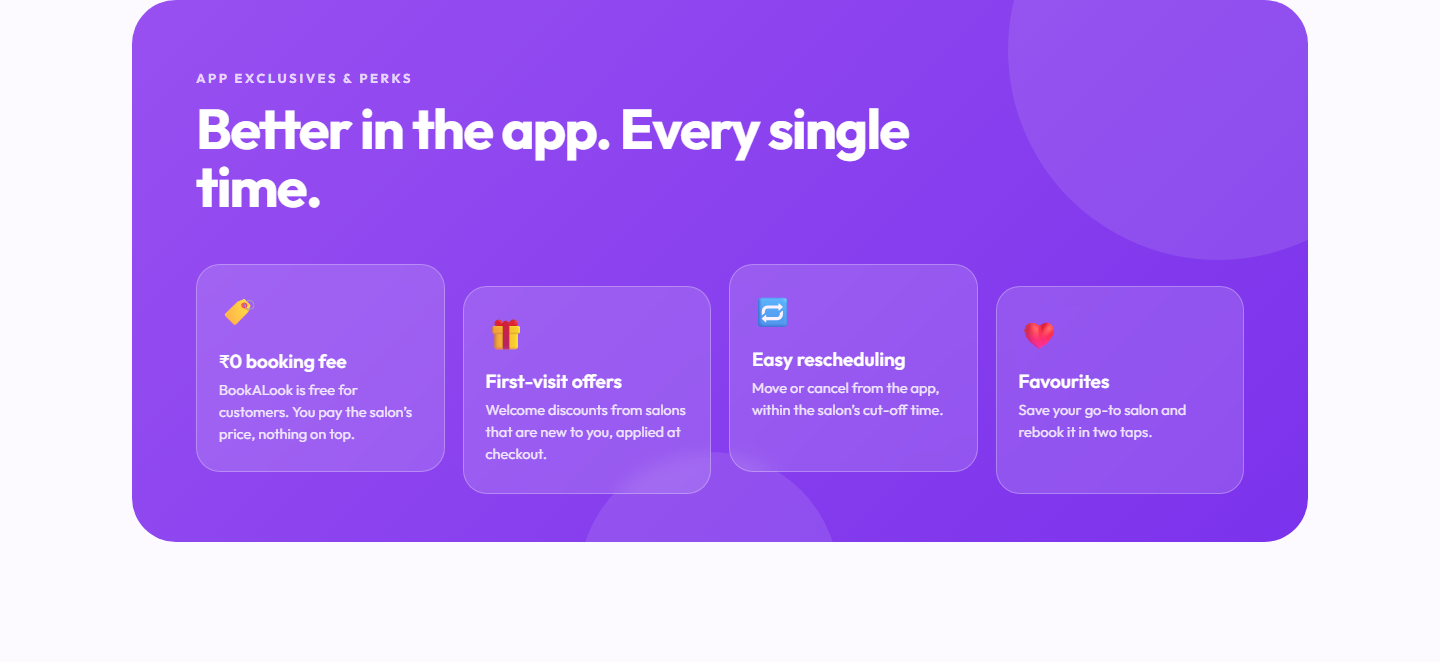 APP EXCLUSIVES & PERKS
Better in the app. Every single
time.
₹0 booking fee
BookALook is free for
customers. You pay the salon's
price, nothing on top.
First-visit offers
Welcome discounts from salons
that are new to you, applied at
checkout.
Easy rescheduling
Move or cancel from the app,
within the salon's cut-off time.
Favourites
Save your go-to salon and
rebook it in two taps.